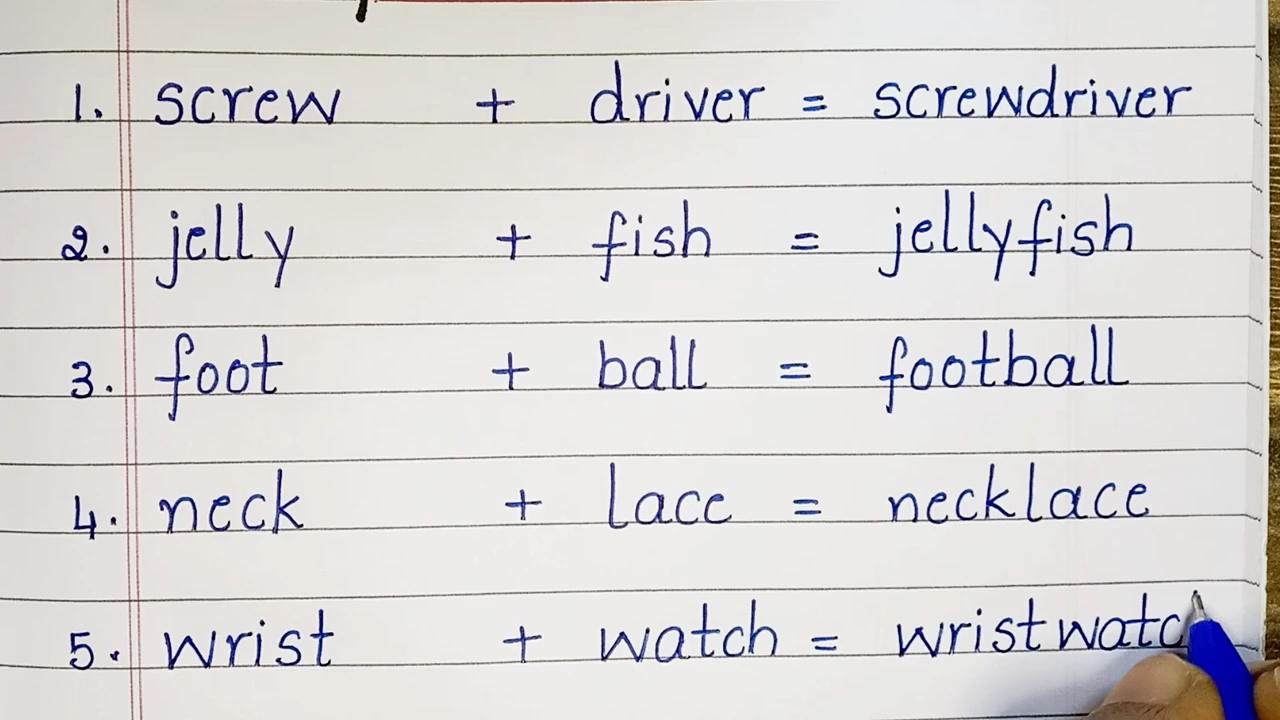 1. screw + driver = screwdriver
2. jelly + fish = jellyfish
3. foot + ball = football
4. neck + lace = necklace
5. wrist + watch = wristwatc